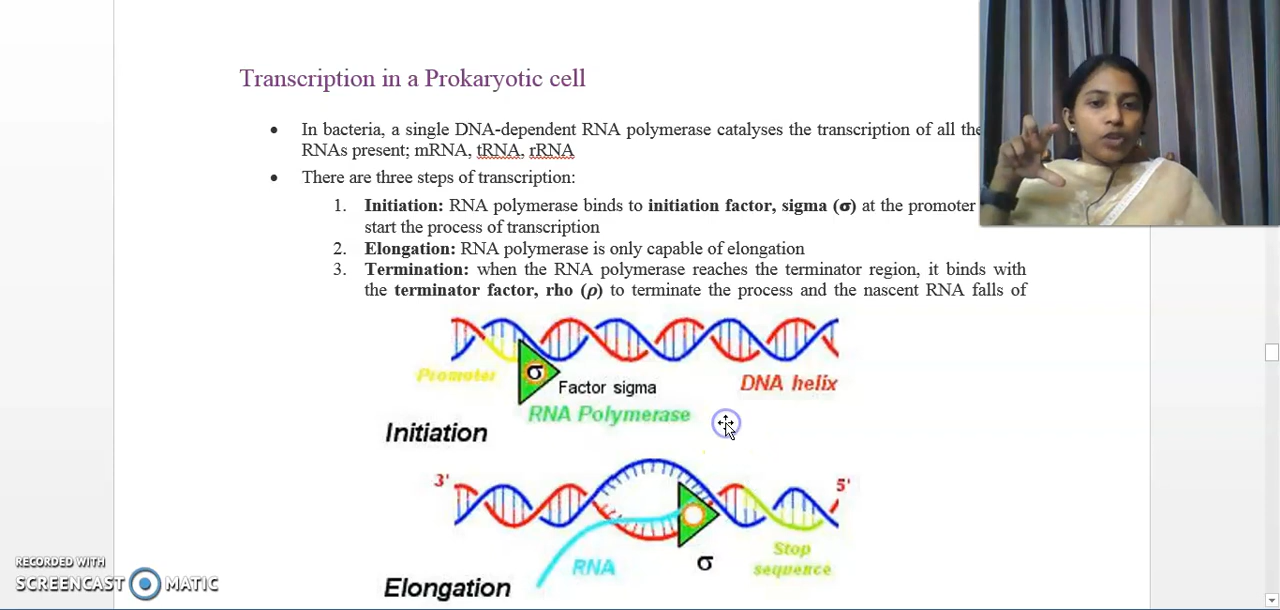 Transcription in a Prokaryotic cell
• In bacteria, a single DNA-dependent RNA polymerase catalyses the transcription of all the
RNAs present; mRNA, tRNA, rRNA
• There are three steps of transcription:
1. Initiation: RNA polymerase binds to initiation factor, sigma (σ) at the promoter
start the process of transcription
2. Elongation: RNA polymerase is only capable of elongation
3. Termination: when the RNA polymerase reaches the terminator region, it binds with
the terminator factor, rho (ρ) to terminate the process and the nascent RNA falls of
Promoter
σ
Factor sigma
DNA helix
RNA Polymerase
Initiation
3'
5'
RNA
σ
Stop
sequence
Elongation
RECORDED WITH
SCREENCAST MATIC